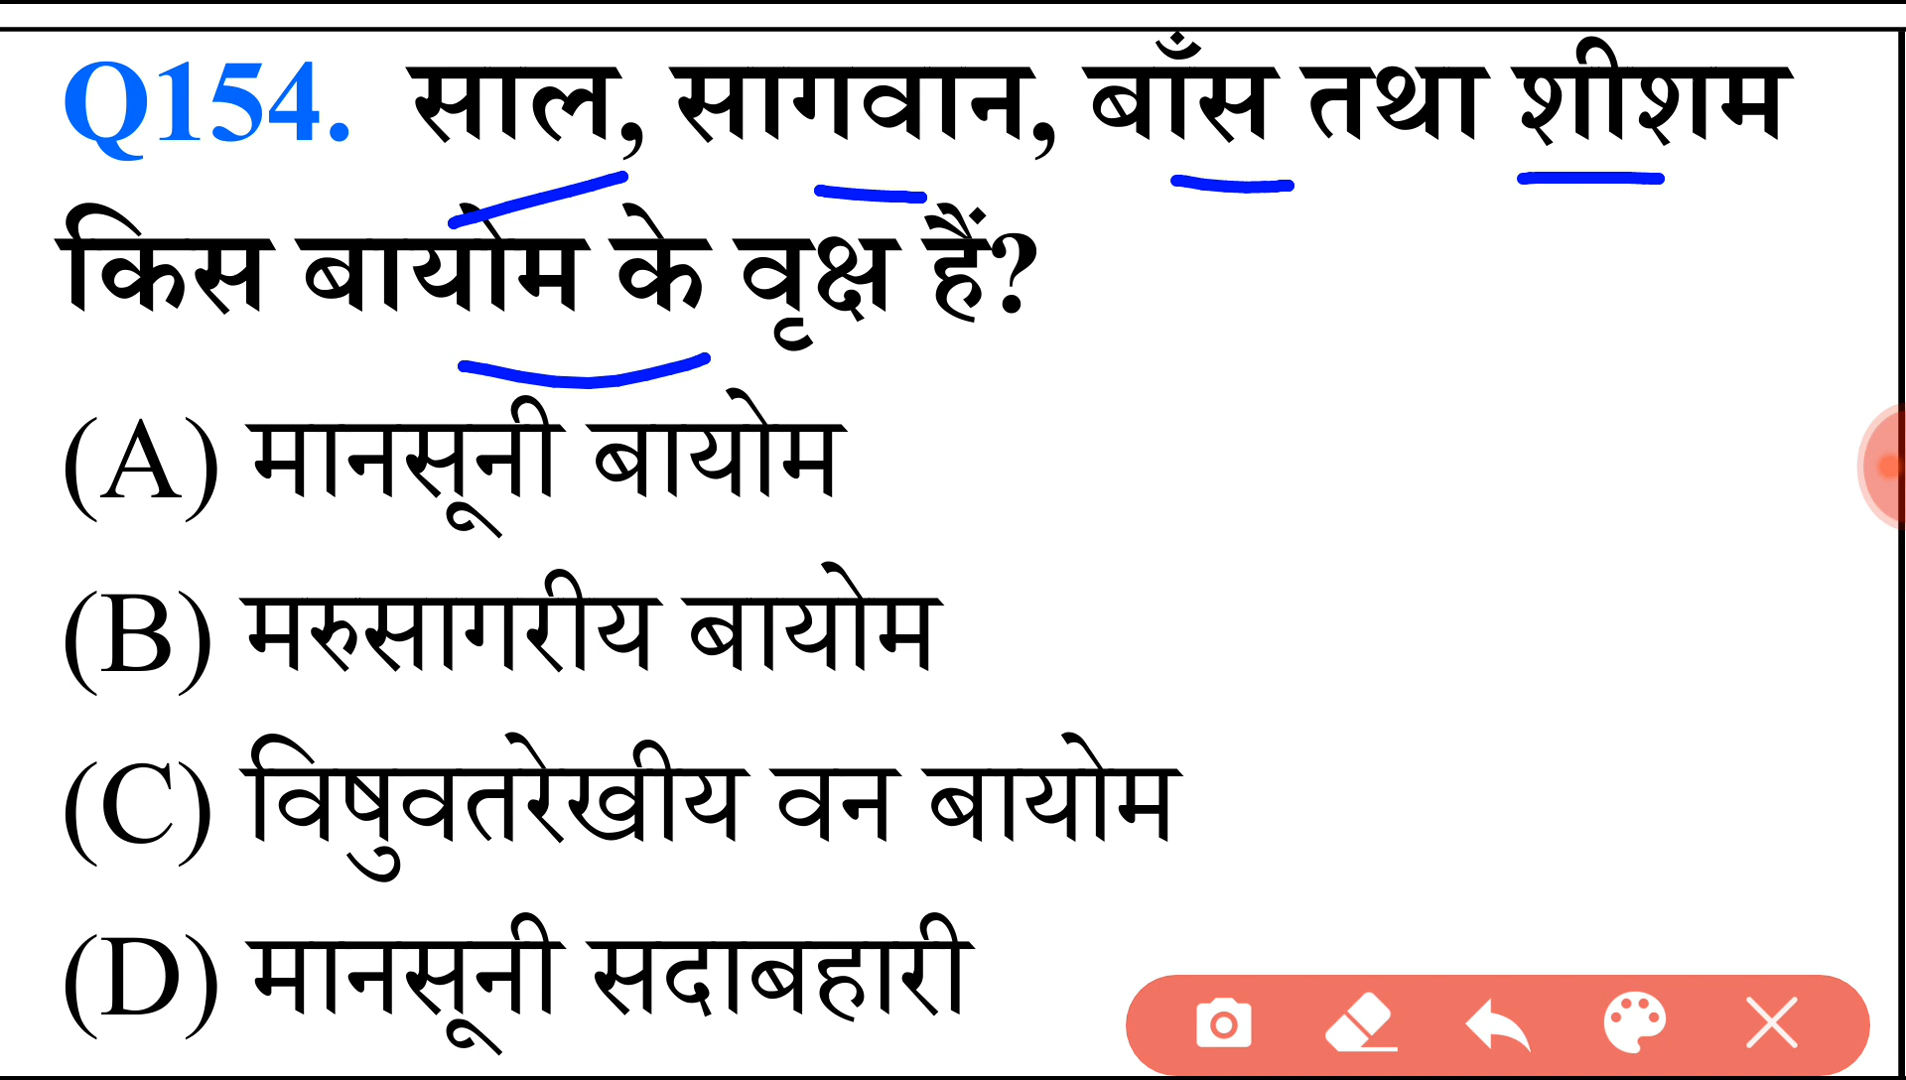 Q154. साल, सागवान, बाँस तथा शीशम
किस बायोम के वृक्ष हैं?
(A) मानसूनी बायोम
(B) मरुसागरीय बायोम
(C) विषुवतरेखीय वन बायोम
(D) मानसूनी सदाबहारी